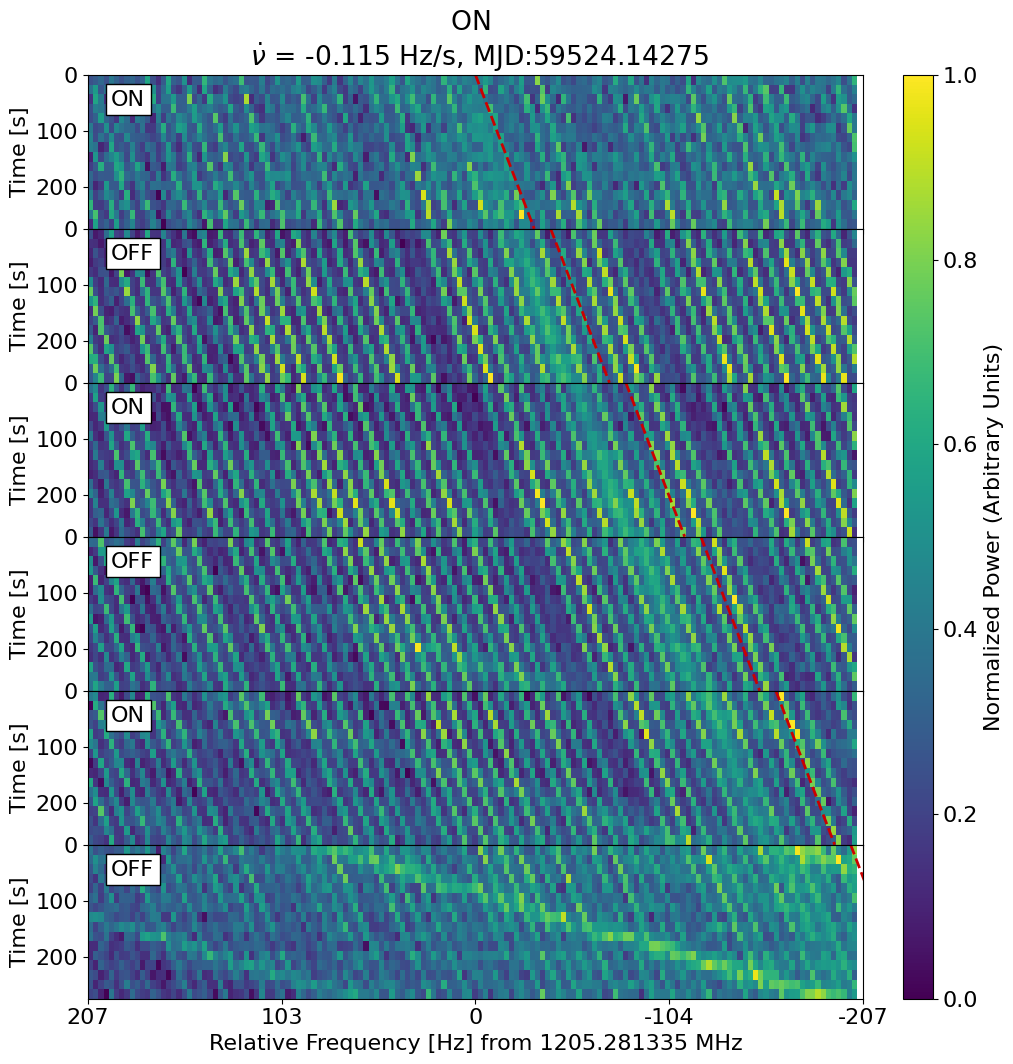 ON
ν̇ = -0.115 Hz/s, MJD:59524.14275
ON
OFF
ON
OFF
ON
OFF
0
100
200
0
100
200
0
100
200
0
100
200
0
100
200
0
100
200
Time [s]
Time [s]
Time [s]
Time [s]
Time [s]
Time [s]
207
103
0
-104
-207
Relative Frequency [Hz] from 1205.281335 MHz
1.0
0.8
0.6
0.4
0.2
0.0
Normalized Power (Arbitrary Units)